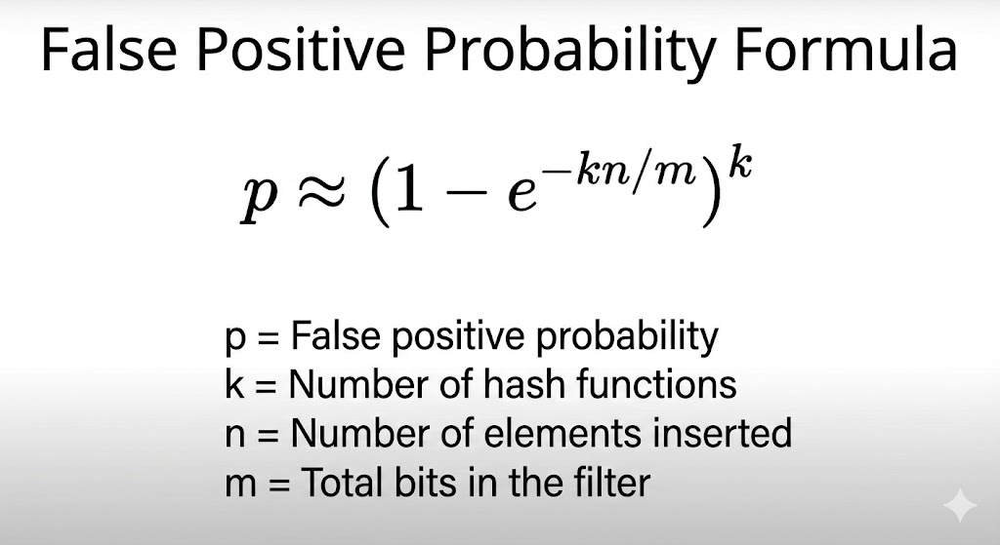 False Positive Probability Formula
p ≈ (1 − e^{−kn/m})^k
p = False positive probability
k = Number of hash functions
n = Number of elements inserted
m = Total bits in the filter